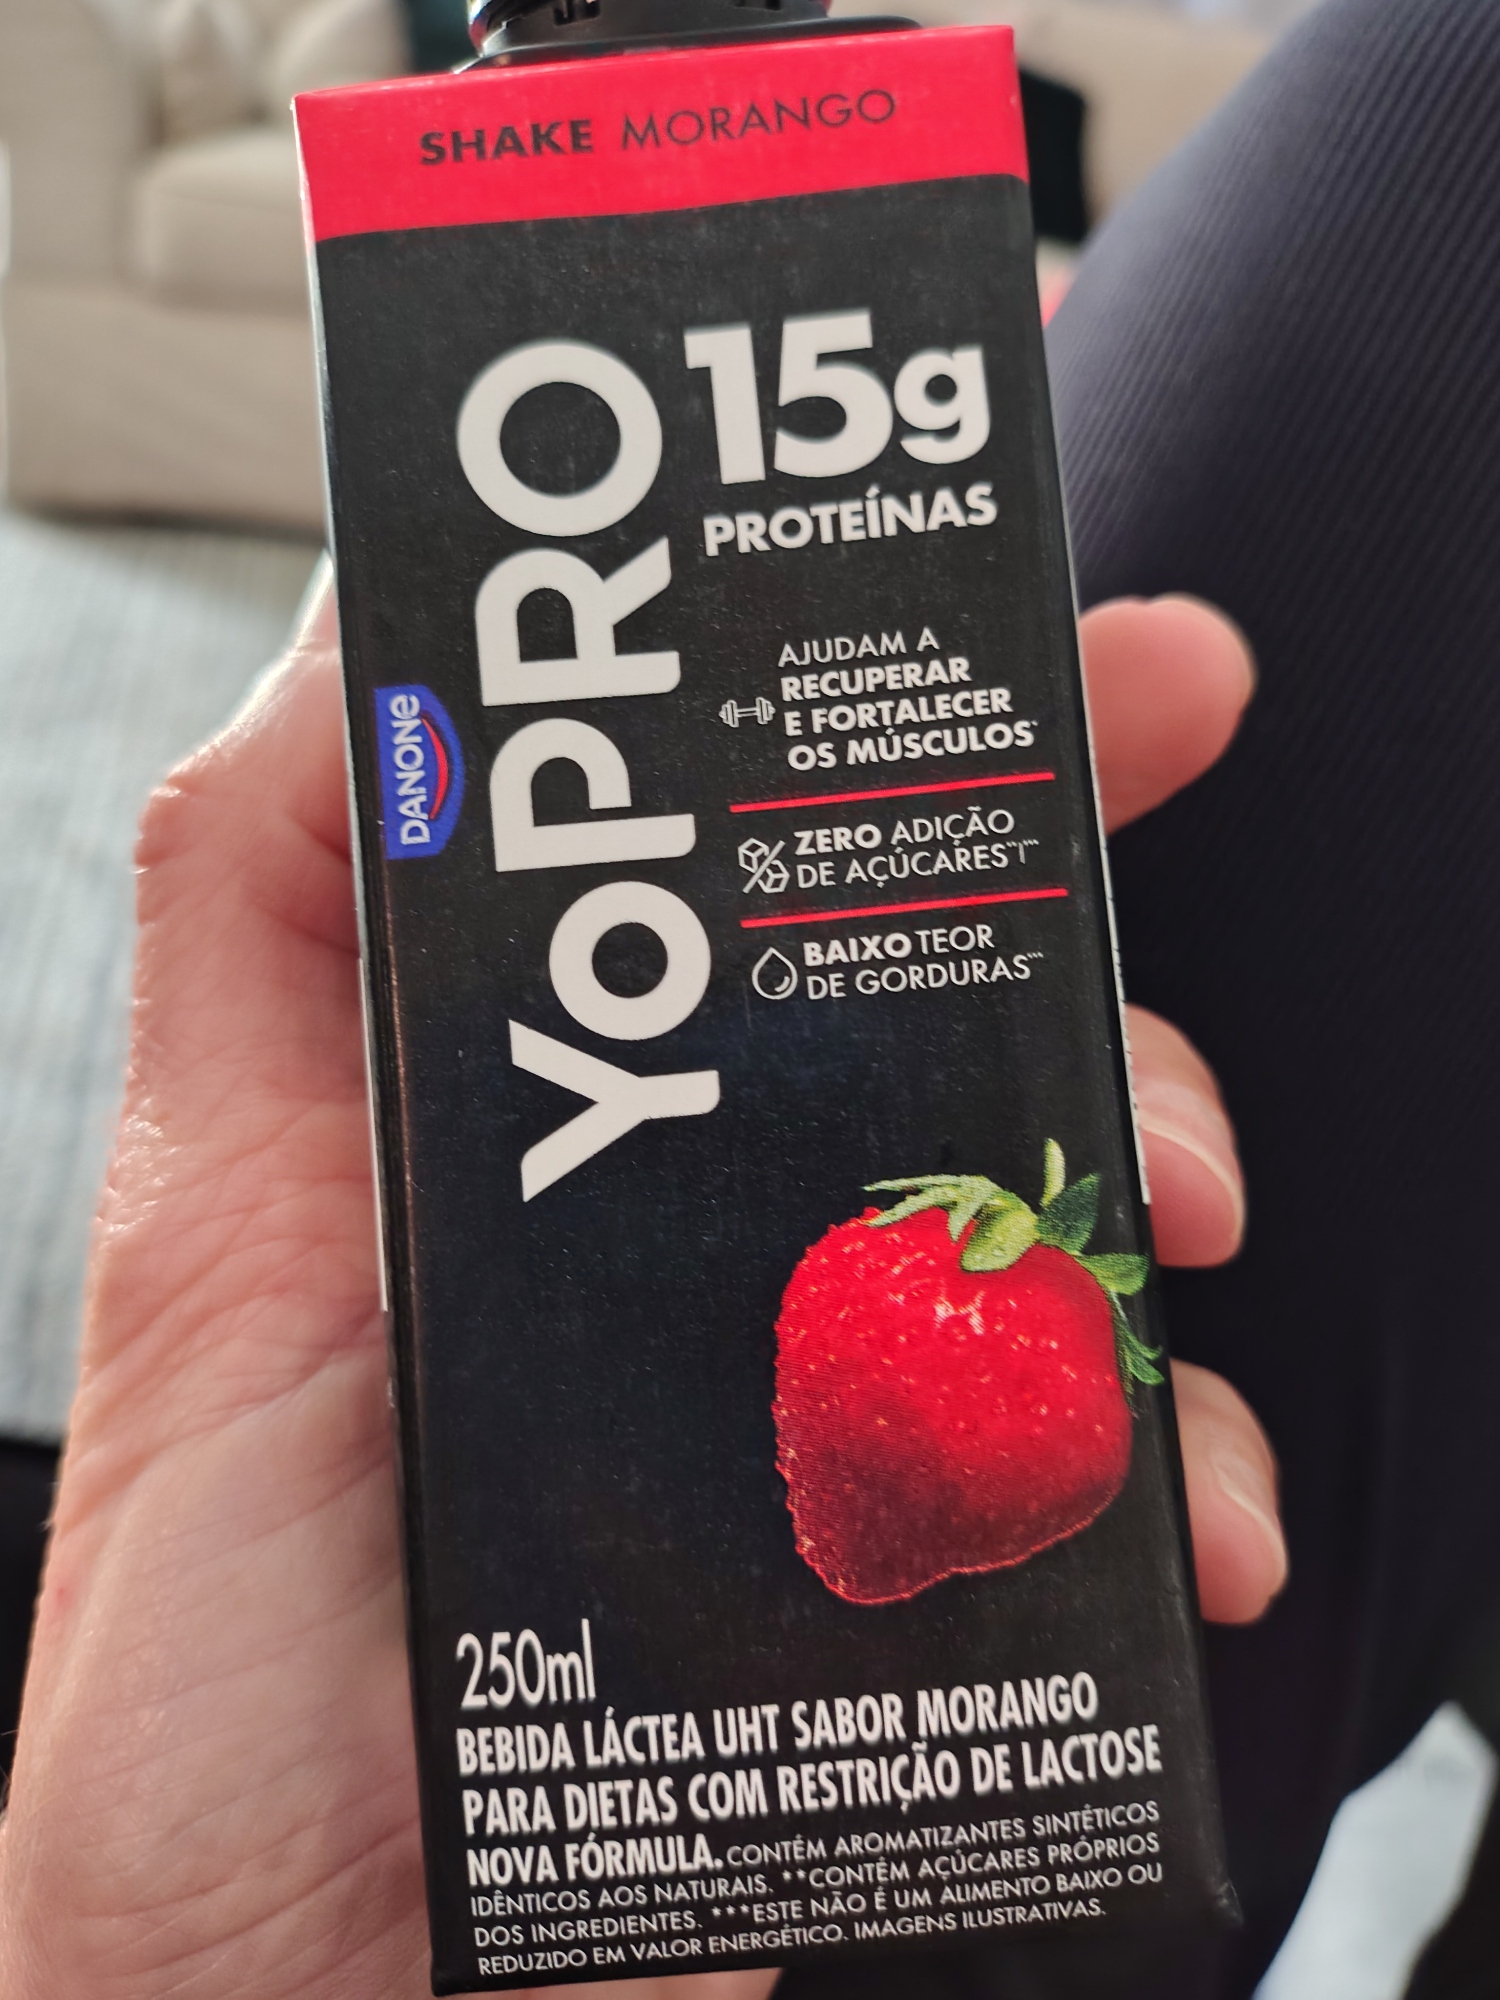 SHAKE MORANGO
DANONE
YoPRO
15g
PROTEÍNAS
AJUDAM A
RECUPERAR
E FORTALECER
OS MÚSCULOS*
ZERO ADIÇÃO
DE AÇÚCARES**/***
BAIXO TEOR
DE GORDURAS***
250ml
BEBIDA LÁCTEA UHT SABOR MORANGO
PARA DIETAS COM RESTRIÇÃO DE LACTOSE
NOVA FÓRMULA. CONTÉM AROMATIZANTES SINTÉTICOS
IDÊNTICOS AOS NATURAIS. **CONTÉM AÇÚCARES PRÓPRIOS
DOS INGREDIENTES. ***ESTE NÃO É UM ALIMENTO BAIXO OU
REDUZIDO EM VALOR ENERGÉTICO. IMAGENS ILUSTRATIVAS.